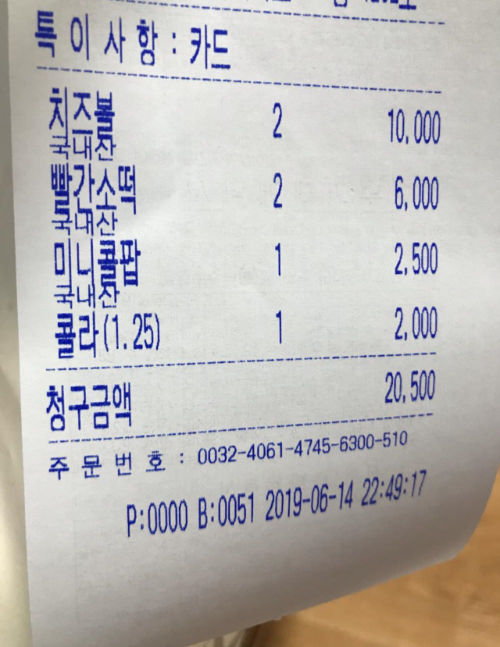 특 이 사 항 : 카드
치즈볼 2 10,000
국내산
빨간소떡 2 6,000
국내산
미니콜팝 1 2,500
국내산
콜라(1.25) 1 2,000
청구금액 20,500
주 문 번 호 : 0032-4061-4745-6300-510
P:0000 B:0051 2019-06-14 22:49:17